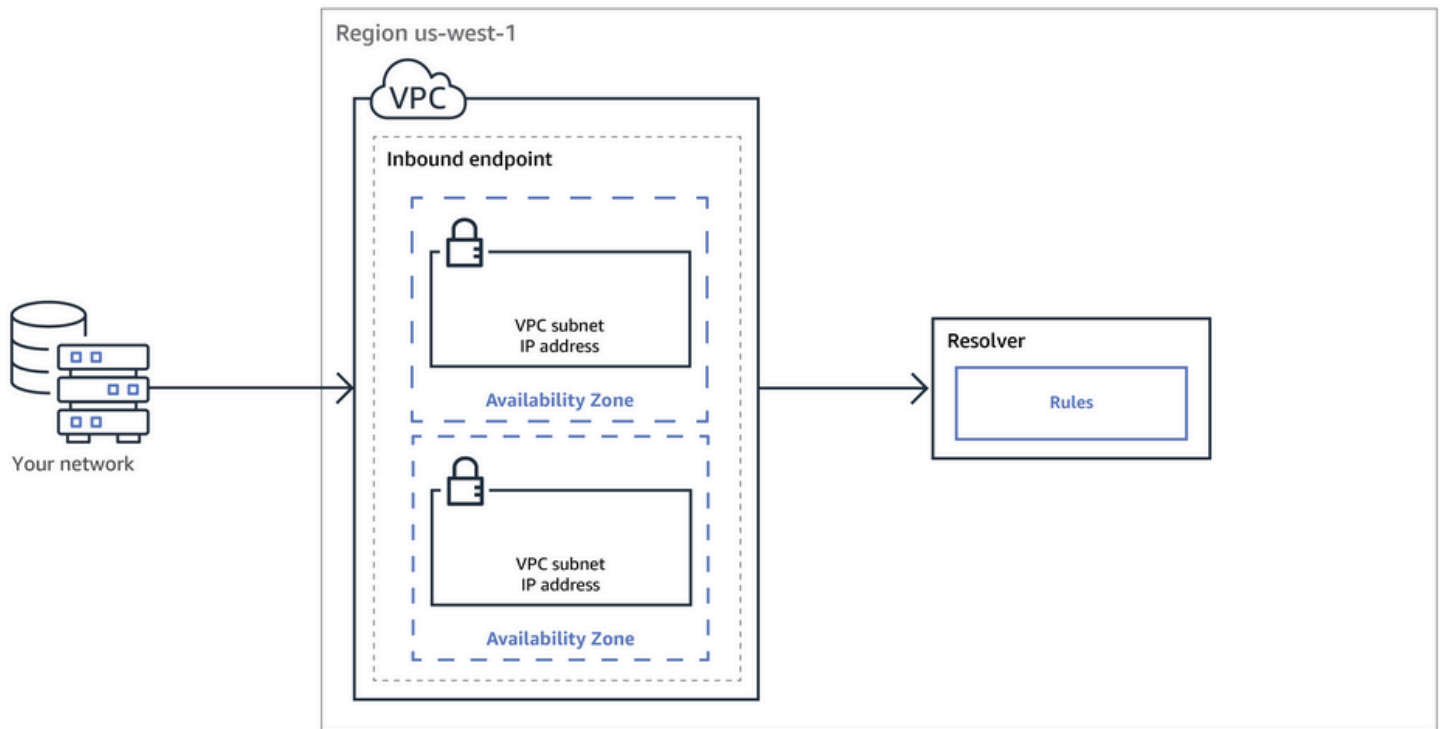 Region us-west-1
VPC
Inbound endpoint
VPC subnet
IP address
Availability Zone
VPC subnet
IP address
Availability Zone
Your network
Resolver
Rules